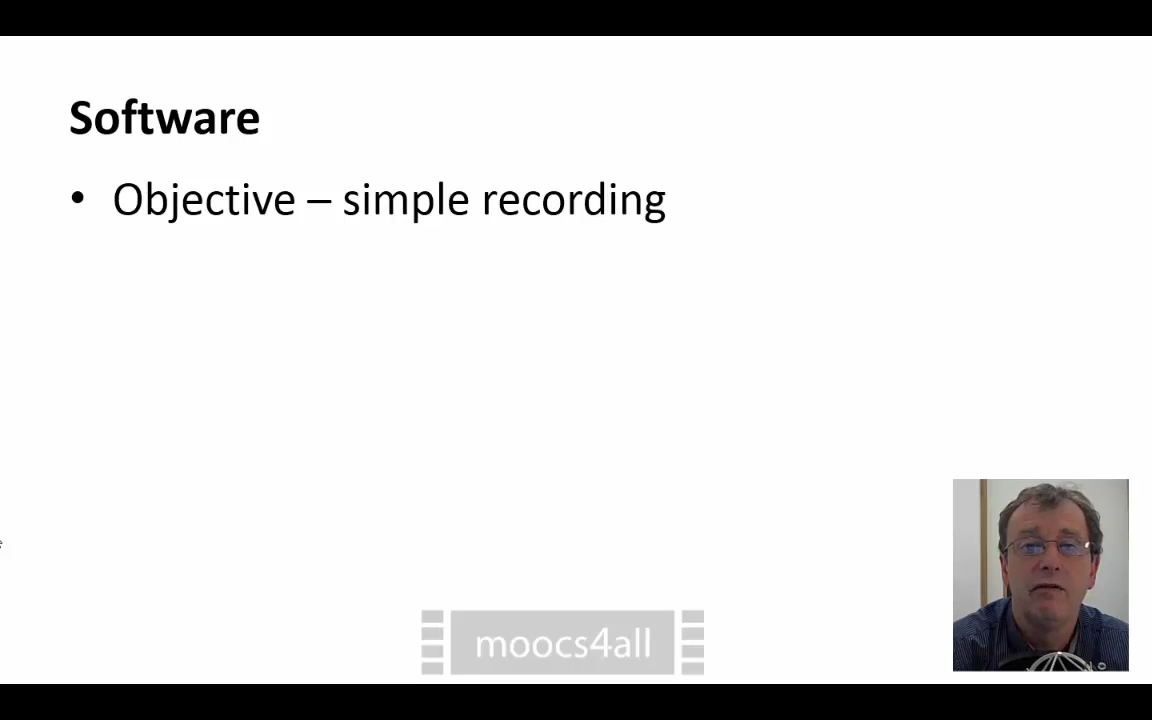 Software
• Objective – simple recording
moocs4all